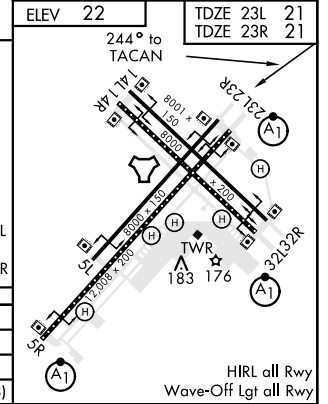 ELEV 22
TDZE 23L 21
TDZE 23R 21
244° to
TACAN
14L 14R
8001 x
150
8000
x 200
23L 23R
A1
H
8000 x 150
12,008 x 200
5L
H
H
H
TWR
183
176
32L 32R
A1
L
R
H
5R
A1
HIRL all Rwy
Wave-Off Lgt all Rwy
)